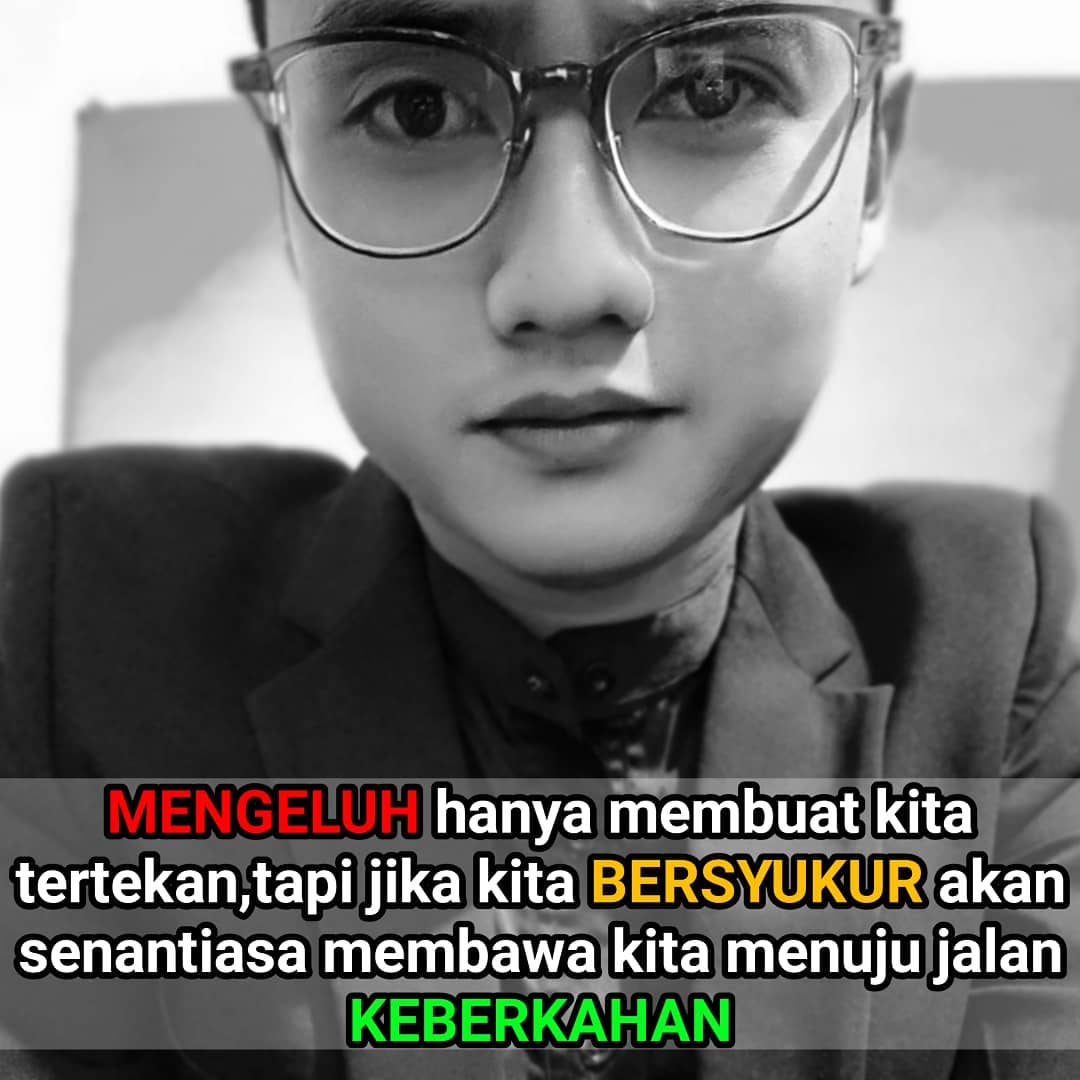 MENGELUH hanya membuat kita
tertekan,tapi jika kita BERSYUKUR akan
senantiasa membawa kita menuju jalan
KEBERKAHAN